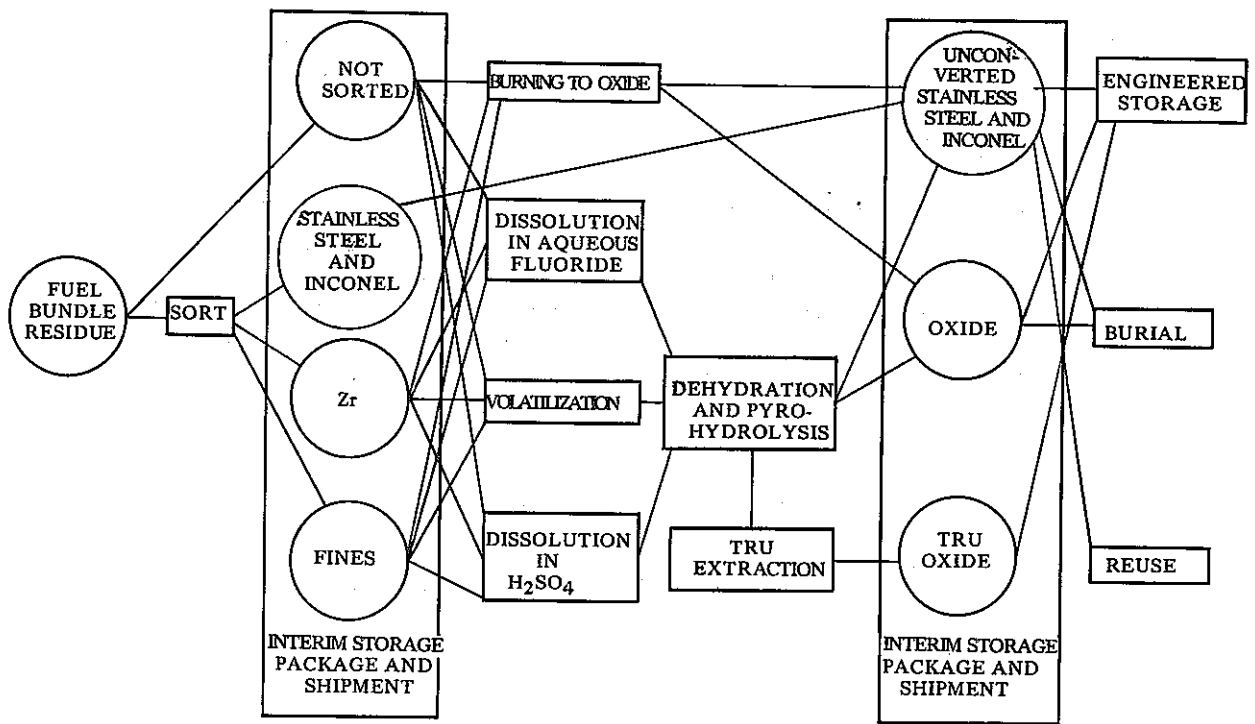 NOT
SORTED
STAINLESS
STEEL
AND
INCONEL
FUEL
BUNDLE
RESIDUE
SORT
Zr
FINES
INTERIM STORAGE
PACKAGE AND
SHIPMENT
BURNING TO OXIDE
DISSOLUTION
IN AQUEOUS
FLUORIDE
VOLATILIZATION
DISSOLUTION
IN
H2SO4
DEHYDRATION
AND PYRO-
HYDROLYSIS
TRU
EXTRACTION
UNCON-
VERTED
STAINLESS
STEEL AND
INCONEL
OXIDE
TRU
OXIDE
INTERIM STORAGE
PACKAGE AND
SHIPMENT
ENGINEERED
STORAGE
BURIAL
REUSE